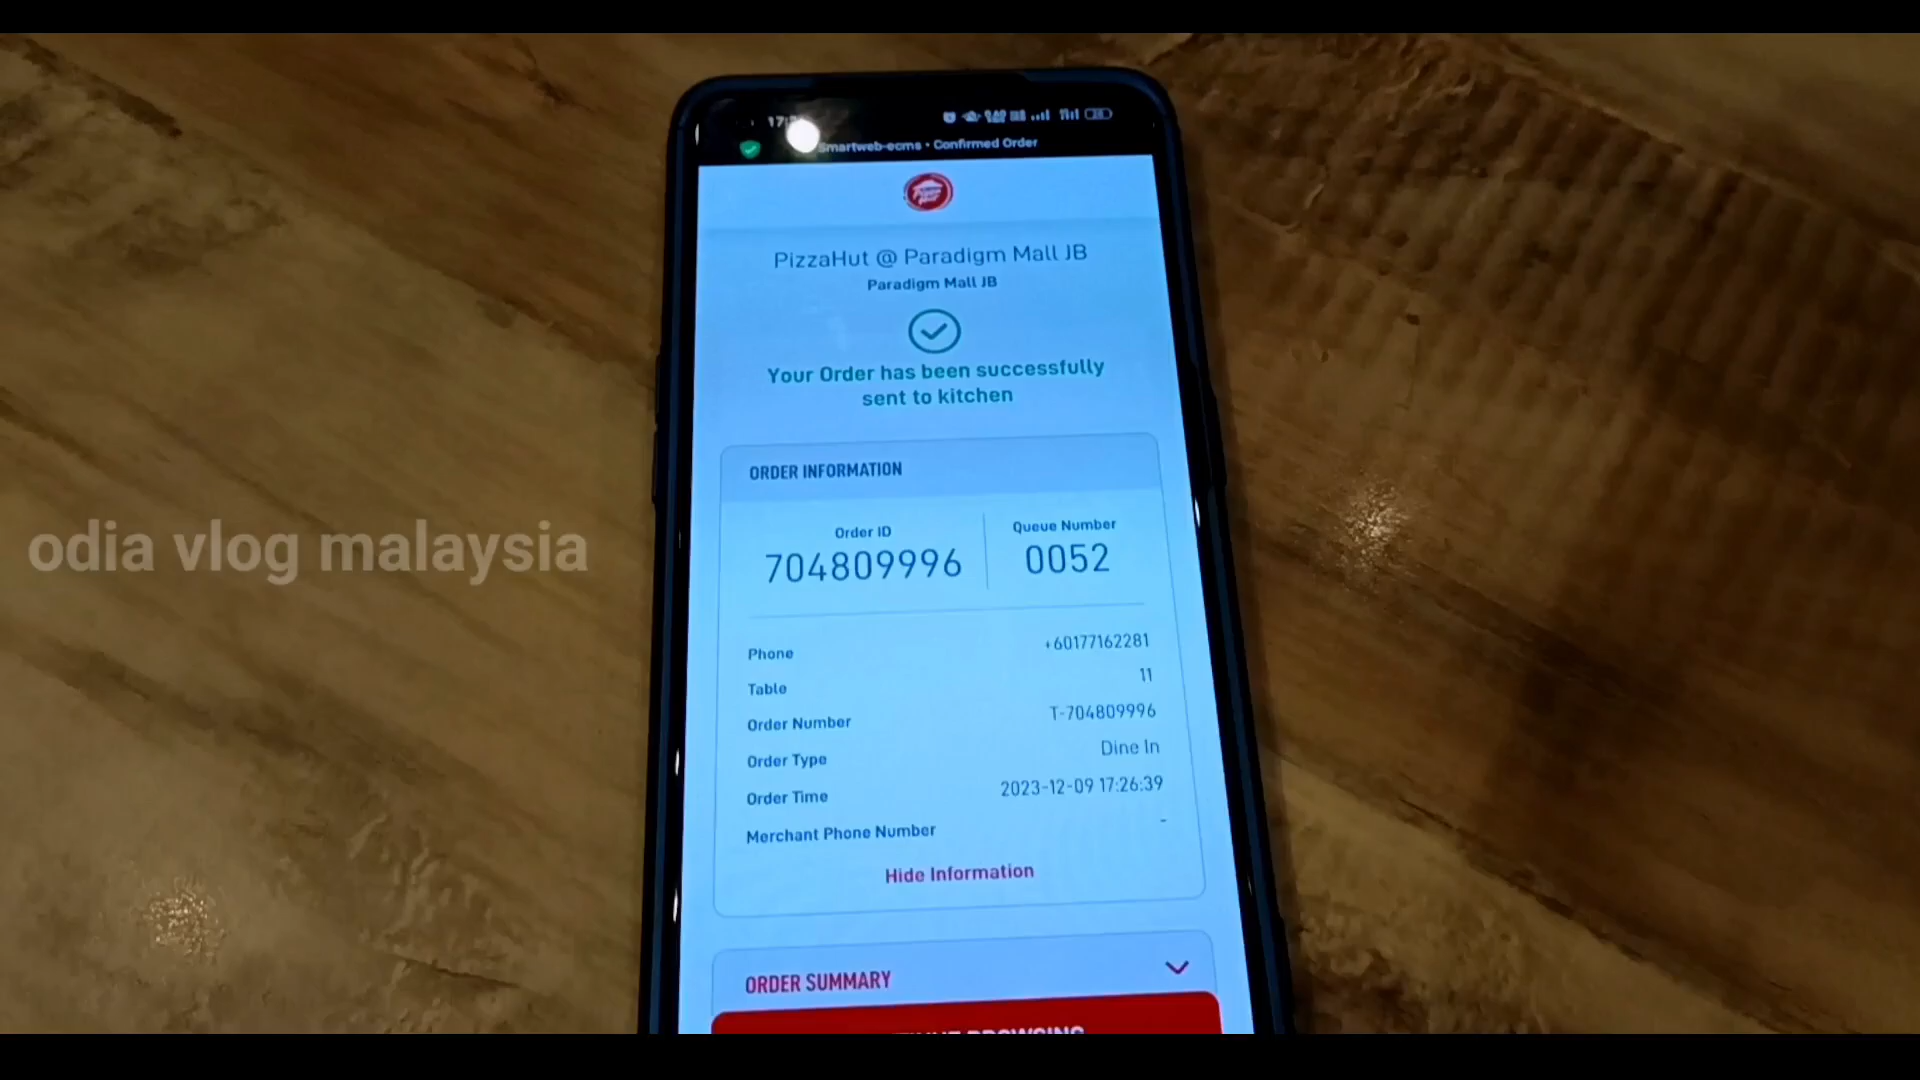 Smartweb-ecms • Confirmed Order
PizzaHut @ Paradigm Mall JB
Paradigm Mall JB
Your Order has been successfully
sent to kitchen
ORDER INFORMATION
Order ID
704809996
Queue Number
0052
Phone +60177162281
Table 11
Order Number T-704809996
Order Type Dine In
Order Time 2023-12-09 17:26:39
Merchant Phone Number -
Hide Information
ORDER SUMMARY
BROWSING
odia vlog malaysia